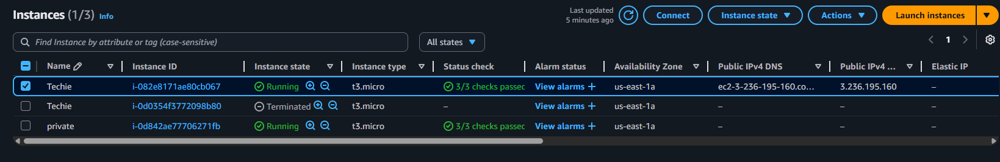 Instances (1/3) Info
Last updated
5 minutes ago
Connect
Instance state
Actions
Launch instances
Find Instance by attribute or tag (case-sensitive)
All states
1
Name Instance ID Instance state Instance type Status check Alarm status Availability Zone Public IPv4 DNS Public IPv4 ... Elastic IP
Techie i-082e8171ae80cb067 Running t3.micro 3/3 checks passed View alarms + us-east-1a ec2-3-236-195-160.co... 3.236.195.160 –
Techie i-0d0354f3772098b80 Terminated t3.micro – View alarms + us-east-1a – – –
private i-0d842ae77706271fb Running t3.micro 3/3 checks passed View alarms + us-east-1a – – –